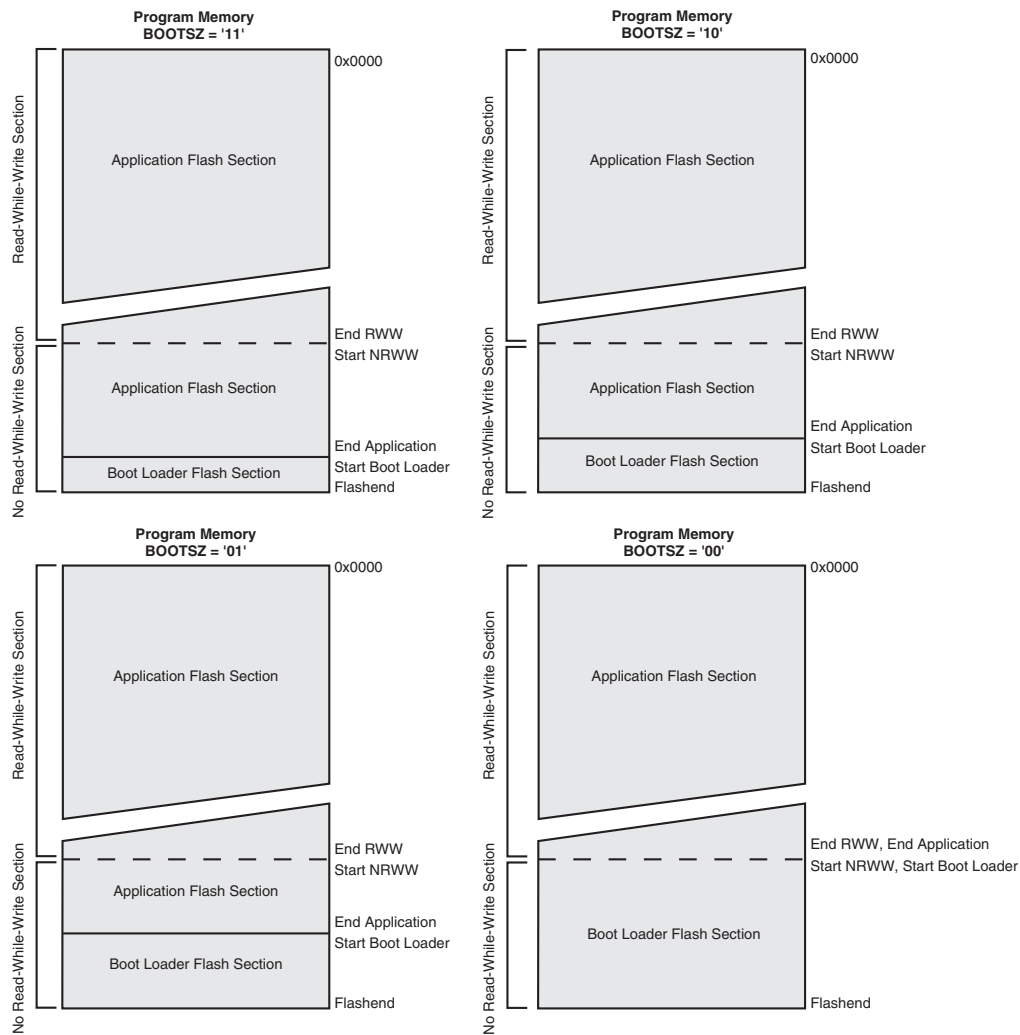 Program Memory
BOOTSZ = '11'
0x0000
Read-While-Write Section
Application Flash Section
End RWW
Start NRWW
No Read-While-Write Section
Application Flash Section
End Application
Start Boot Loader
Boot Loader Flash Section
Flashend
Program Memory
BOOTSZ = '10'
0x0000
Read-While-Write Section
Application Flash Section
End RWW
Start NRWW
No Read-While-Write Section
Application Flash Section
End Application
Start Boot Loader
Boot Loader Flash Section
Flashend
Program Memory
BOOTSZ = '01'
0x0000
Read-While-Write Section
Application Flash Section
End RWW
Start NRWW
No Read-While-Write Section
Application Flash Section
End Application
Start Boot Loader
Boot Loader Flash Section
Flashend
Program Memory
BOOTSZ = '00'
0x0000
Read-While-Write Section
Application Flash Section
End RWW, End Application
Start NRWW, Start Boot Loader
No Read-While-Write Section
Boot Loader Flash Section
Flashend